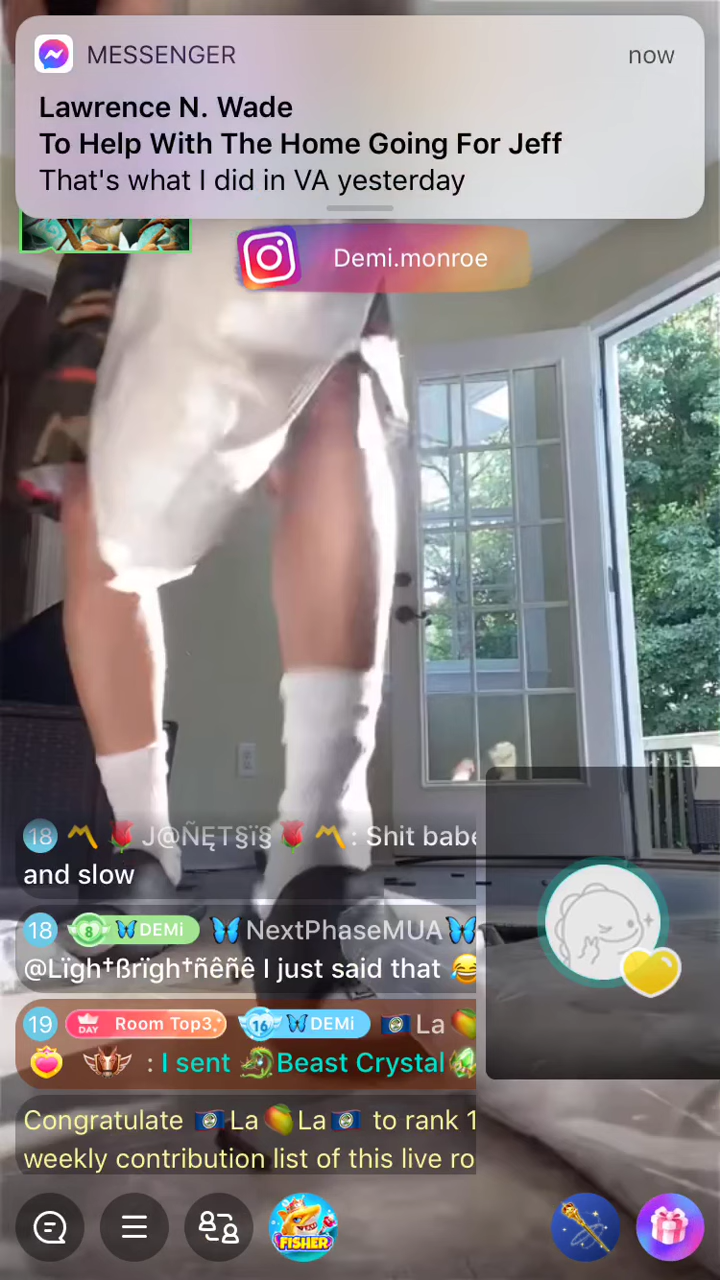 MESSENGER now
Lawrence N. Wade
To Help With The Home Going For Jeff
That's what I did in VA yesterday
Demi.monroe
18 J@ÑĘT§ï§ : Shit babe
and slow
18 8 DEMi NextPhaseMUA
@Lïgh†ßrïgh†ñêñê I just said that 😂
19 DAY Room Top3 16 DEMi La
: I sent Beast Crystal
Congratulate La La to rank 1
weekly contribution list of this live ro
FISHER